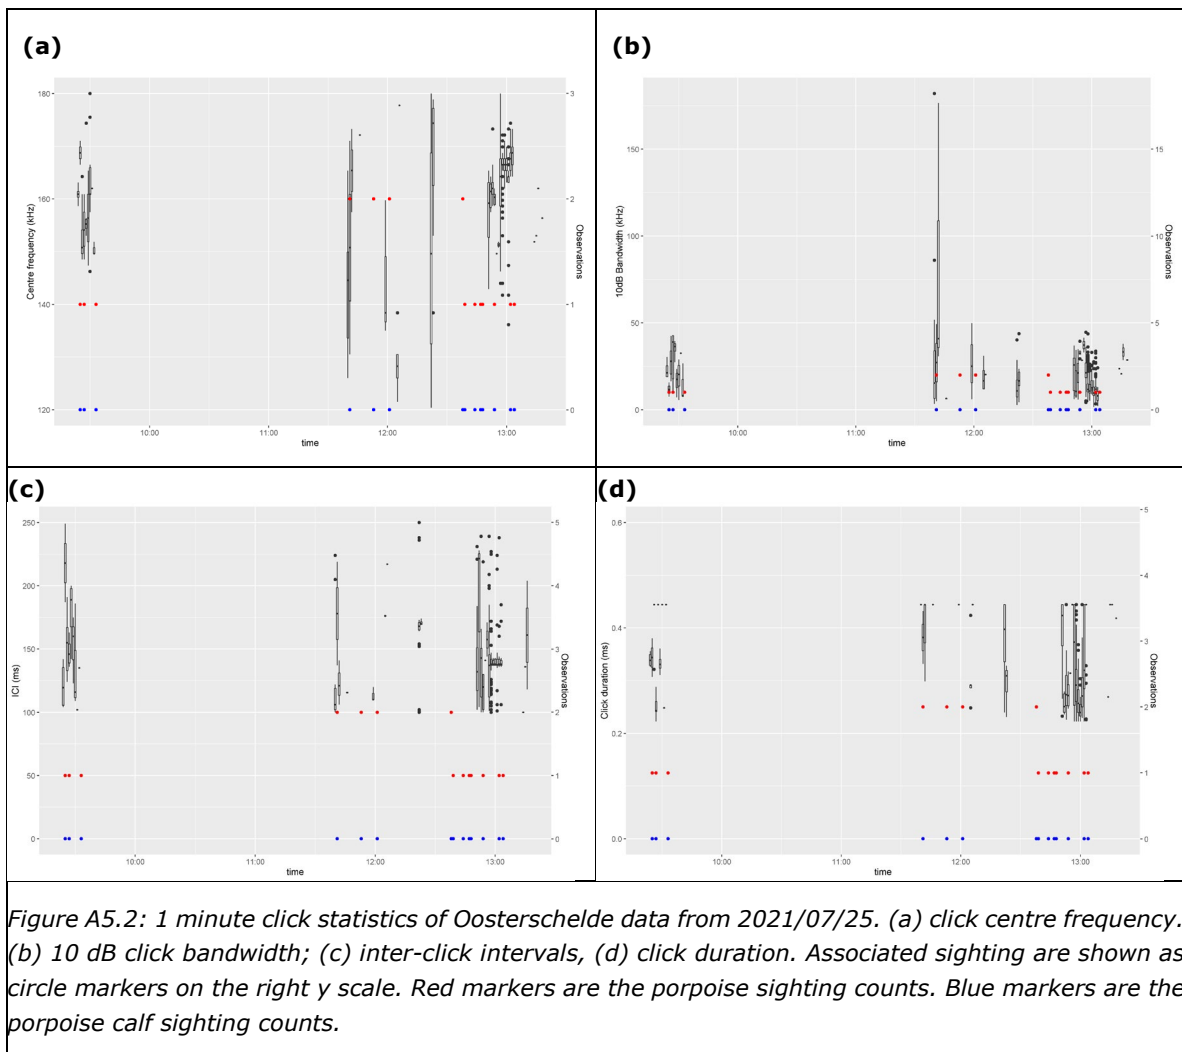 (a)
180
160
140
120
3
2
1
0
Centre frequency (kHz)
Observations
10:00 11:00 12:00 13:00
time
(b)
150
100
50
0
15
10
5
0
10dB Bandwidth (kHz)
Observations
10:00 11:00 12:00 13:00
time
(c)
250
200
150
100
50
0
5
4
3
2
1
0
ICI (ms)
Observations
10:00 11:00 12:00 13:00
time
(d)
0.6
0.4
0.2
0.0
5
4
3
2
1
0
Click duration (ms)
Observations
10:00 11:00 12:00 13:00
time
Figure A5.2: 1 minute click statistics of Oosterschelde data from 2021/07/25. (a) click centre frequency.
(b) 10 dB click bandwidth; (c) inter-click intervals, (d) click duration. Associated sighting are shown as
circle markers on the right y scale. Red markers are the porpoise sighting counts. Blue markers are the
porpoise calf sighting counts.